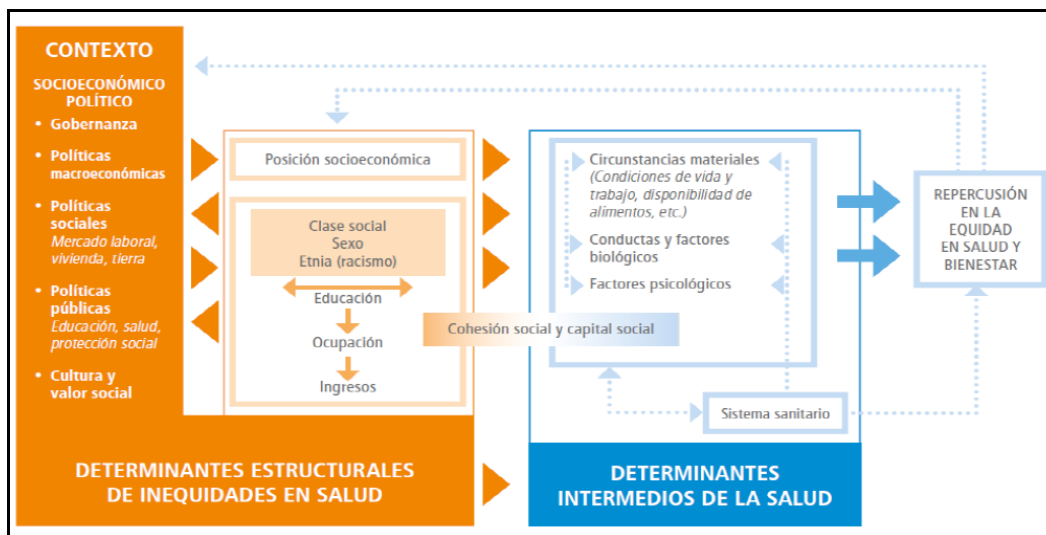 CONTEXTO
SOCIOECONÓMICO
POLÍTICO
• Gobernanza
• Políticas
macroeconómicas
• Políticas
sociales
Mercado laboral,
vivienda, tierra
• Políticas
públicas
Educación, salud,
protección social
• Cultura y
valor social
Posición socioeconómica
Clase social
Sexo
Etnia (racismo)
Educación
Ocupación
Ingresos
Cohesión social y capital social
Circunstancias materiales
(Condiciones de vida y
trabajo, disponibilidad de
alimentos, etc.)
Conductas y factores
biológicos
Factores psicológicos
Sistema sanitario
REPERCUSIÓN
EN LA
EQUIDAD
EN SALUD Y
BIENESTAR
DETERMINANTES ESTRUCTURALES
DE INEQUIDADES EN SALUD
DETERMINANTES
INTERMEDIOS DE LA SALUD